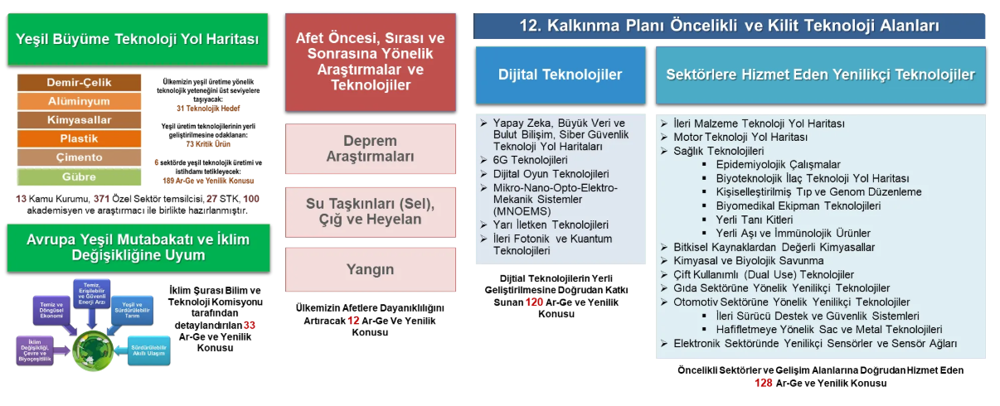 Yeşil Büyüme Teknoloji Yol Haritası
Demir-Çelik
Alüminyum
Kimyasallar
Plastik
Çimento
Gübre
Ülkemizin yeşil üretime yönelik
teknolojik yeteneğini üst seviyelere
taşıyacak:
31 Teknolojik Hedef
Yeşil üretim teknolojilerinin yerli
geliştirilmesine odaklanan:
73 Kritik Ürün
6 sektörde yeşil teknolojik üretimi ve
istihdamı tetikleyecek:
189 Ar-Ge ve Yenilik Konusu
13 Kamu Kurumu, 371 Özel Sektör temsilcisi, 27 STK, 100
akademisyen ve araştırmacı ile birlikte hazırlanmıştır.
Avrupa Yeşil Mutabakatı ve İklim
Değişikliğine Uyum
İklim
Değişikliği,
Çevre ve
Biyoçeşitlilik
Temiz ve
Döngüsel
Ekonomi
Temiz,
Erişilebilir
ve Güvenli
Enerji Arzı
Yeşil ve
Sürdürülebilir
Tarım
Sürdürülebilir
Akıllı Ulaşım
İklim Şurası Bilim ve
Teknoloji Komisyonu
tarafından
detaylandırılan 33
Ar-Ge ve Yenilik
Konusu
Afet Öncesi, Sırası ve
Sonrasına Yönelik
Araştırmalar ve
Teknolojiler
Deprem
Araştırmaları
Su Taşkınları (Sel),
Çığ ve Heyelan
Yangın
Ülkemizin Afetlere Dayanıklılığını
Artıracak 12 Ar-Ge Ve Yenilik
Konusu
12. Kalkınma Planı Öncelikli ve Kilit Teknoloji Alanları
Dijital Teknolojiler
➢ Yapay Zeka, Büyük Veri ve
Bulut Bilişim, Siber Güvenlik
Teknoloji Yol Haritaları
➢ 6G Teknolojileri
➢ Dijital Oyun Teknolojileri
➢ Mikro-Nano-Opto-Elektro-
Mekanik Sistemler
(MNOEMS)
➢ Yarı İletken Teknolojileri
➢ İleri Fotonik ve Kuantum
Teknolojileri
Dijtial Teknolojilerin Yerli
Geliştirilmesine Doğrudan Katkı
Sunan 120 Ar-Ge ve Yenilik
Konusu
Sektörlere Hizmet Eden Yenilikçi Teknolojiler
➢ İleri Malzeme Teknoloji Yol Haritası
➢ Motor Teknoloji Yol Haritası
➢ Sağlık Teknolojileri
▪ Epidemiyolojik Çalışmalar
▪ Biyoteknolojik İlaç Teknoloji Yol Haritası
▪ Kişiselleştirilmiş Tıp ve Genom Düzenleme
▪ Biyomedikal Ekipman Teknolojileri
▪ Yerli Tanı Kitleri
▪ Yerli Aşı ve İmmünolojik Ürünler
➢ Bitkisel Kaynaklardan Değerli Kimyasallar
➢ Kimyasal ve Biyolojik Savunma
➢ Çift Kullanımlı (Dual Use) Teknolojiler
➢ Gıda Sektörüne Yönelik Yenilikçi Teknolojiler
➢ Otomotiv Sektörüne Yönelik Yenilikçi Teknolojiler
▪ İleri Sürücü Destek ve Güvenlik Sistemleri
▪ Hafifletmeye Yönelik Sac ve Metal Teknolojileri
➢ Elektronik Sektöründe Yenilikçi Sensörler ve Sensör Ağları
Öncelikli Sektörler ve Gelişim Alanlarına Doğrudan Hizmet Eden
128 Ar-Ge ve Yenilik Konusu